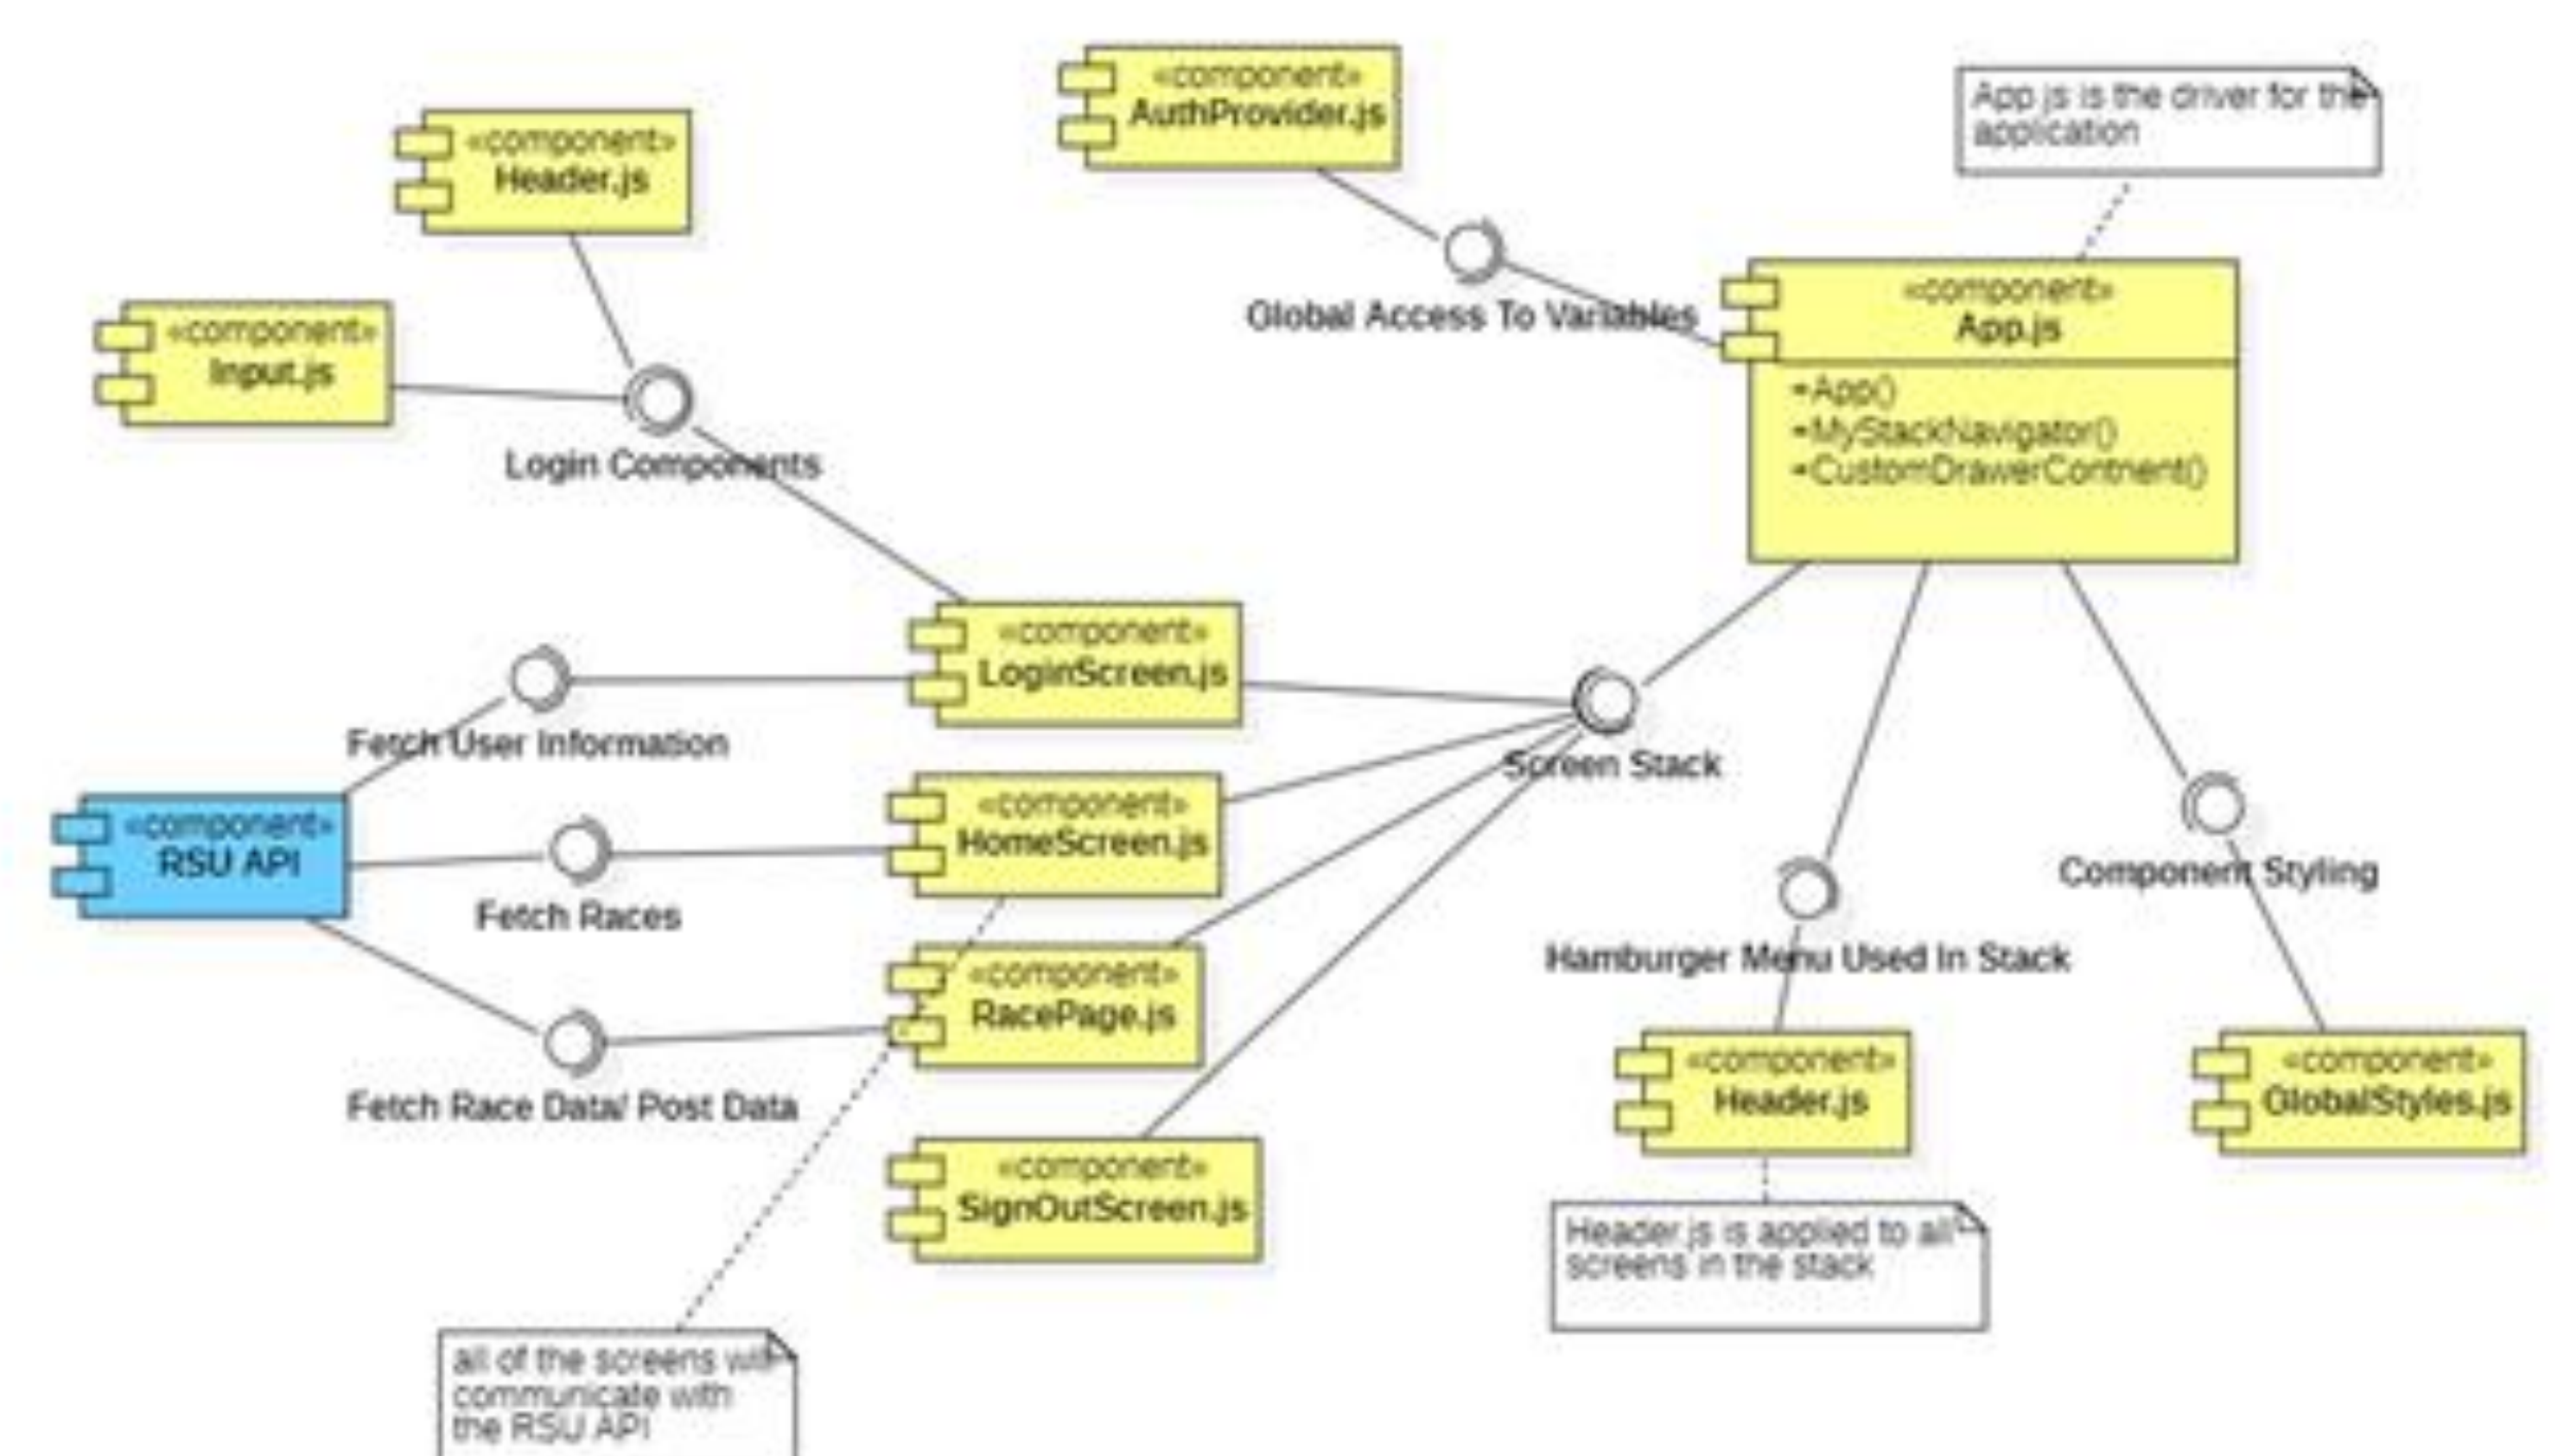 «component»
AuthProvider.js
App.js is the driver for the
application
«component»
Header.js
«component»
Input.js
Global Access To Variables
«component»
App.js
+App()
+MyStackNavigator()
+CustomDrawerContnent()
Login Components
«component»
LoginScreen.js
Fetch User Information
Screen Stack
«component»
RSU API
«component»
HomeScreen.js
Fetch Races
Component Styling
Hamburger Menu Used In Stack
«component»
RacePage.js
Fetch Race Data/ Post Data
«component»
Header.js
«component»
GlobalStyles.js
«component»
SignOutScreen.js
Header.js is applied to all
screens in the stack
all of the screens will
communicate with
the RSU API